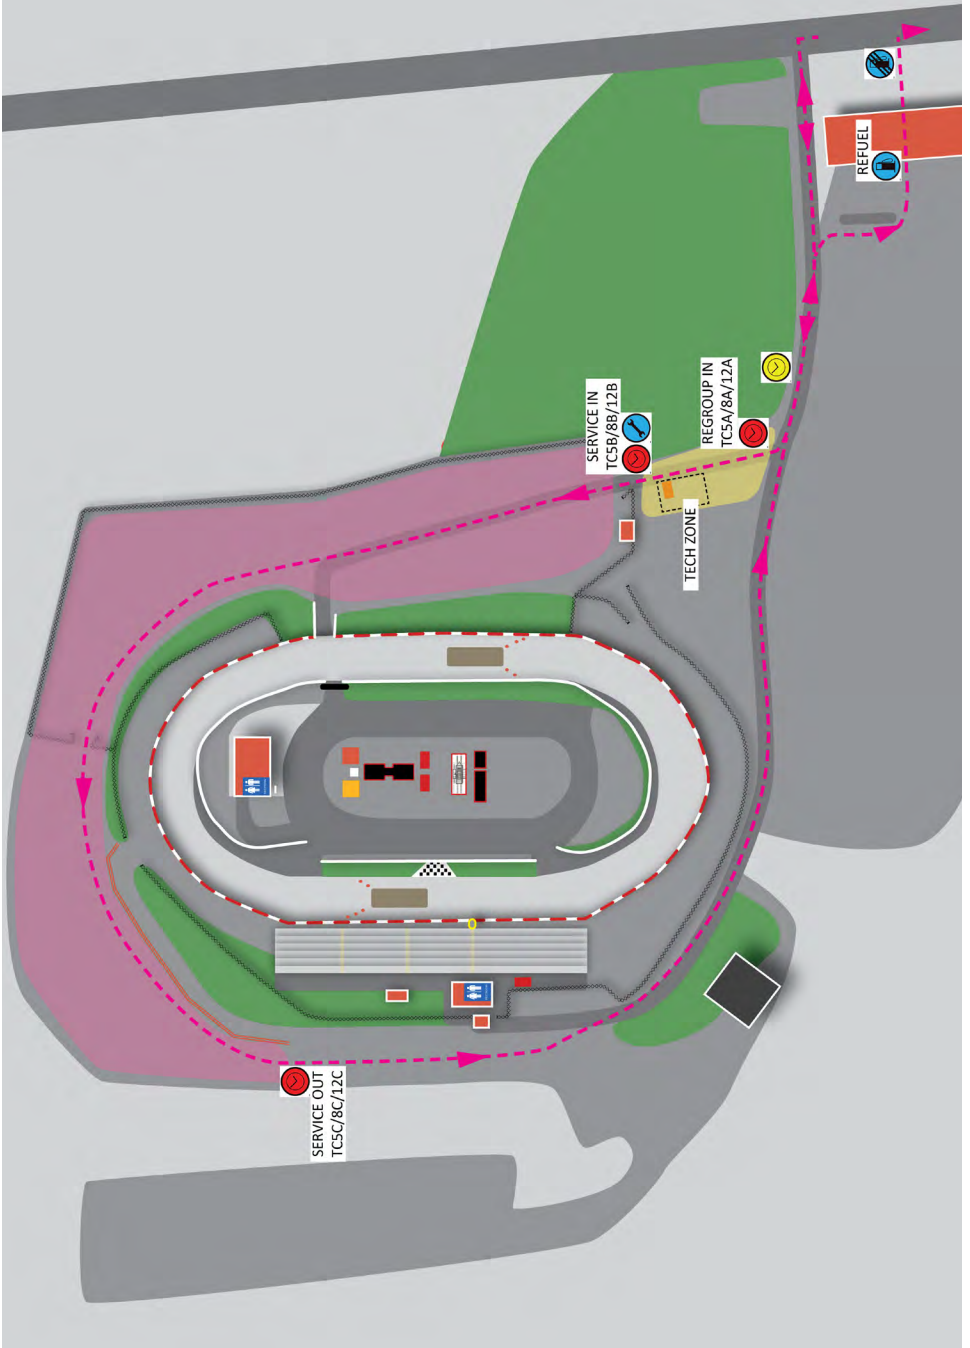 REFUEL
SERVICE IN
TC5B/8B/12B
REGROUP IN
TC5A/8A/12A
TECH ZONE
SERVICE OUT
TC5C/8C/12C